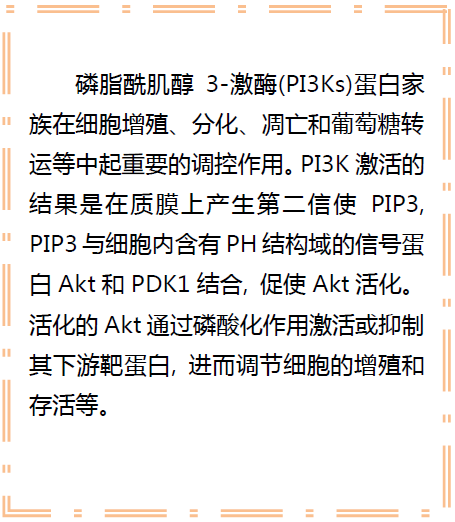 磷脂酰肌醇 3-激酶(PI3Ks)蛋白家
族在细胞增殖、分化、凋亡和葡萄糖转
运等中起重要的调控作用。PI3K 激活的
结果是在质膜上产生第二信使 PIP3,
PIP3 与细胞内含有 PH 结构域的信号蛋
白 Akt 和 PDK1 结合, 促使 Akt 活化。
活化的 Akt 通过磷酸化作用激活或抑制
其下游靶蛋白, 进而调节细胞的增殖和
存活等。